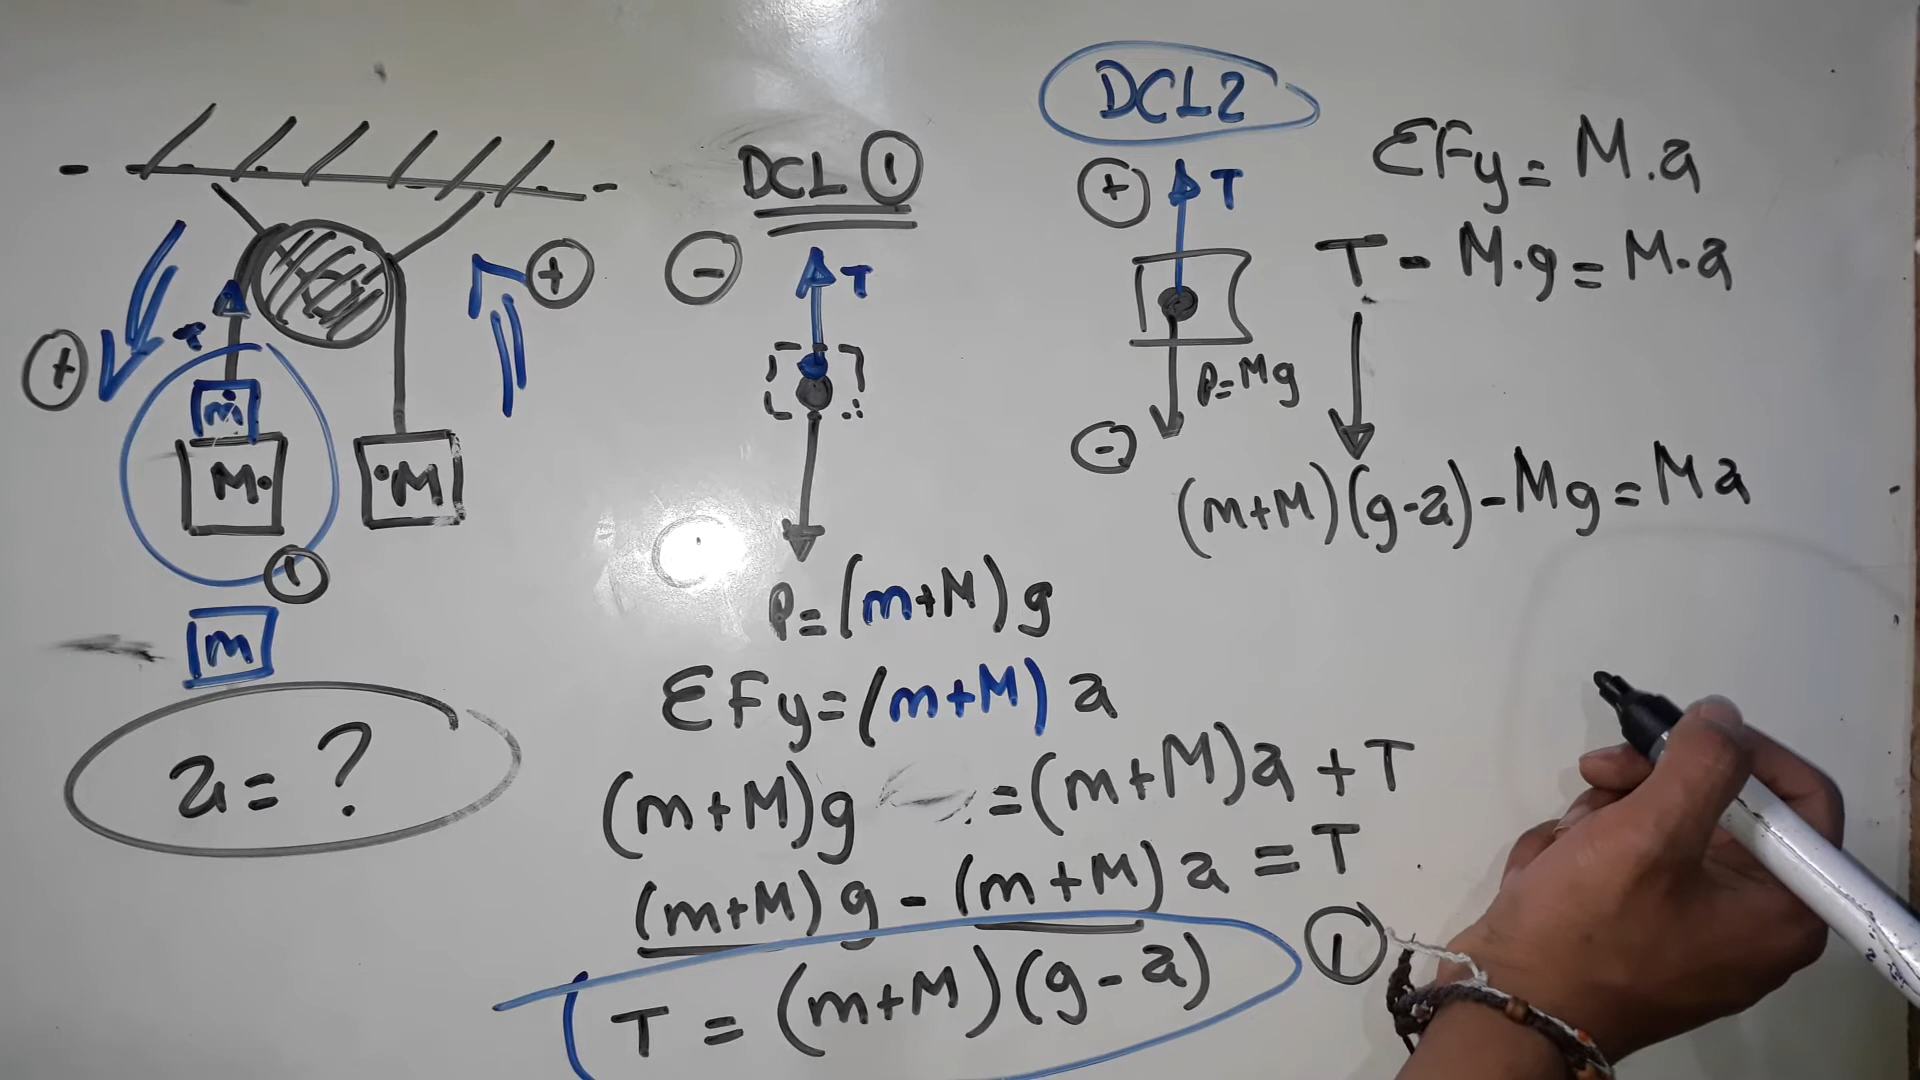 +
+
T
m
M
M
1
m
a = ?
DCL 1
-
T
P = (m+M)g
ΣFy = (m+M) a
(m+M)g = (m+M)a + T
(m+M) g - (m+M) a = T
T = (m+M)(g-a)
1
DCL2
+
T
P=Mg
-
ΣFy = M.a
T - M.g = M.a
(m+M)(g-a) - Mg = Ma